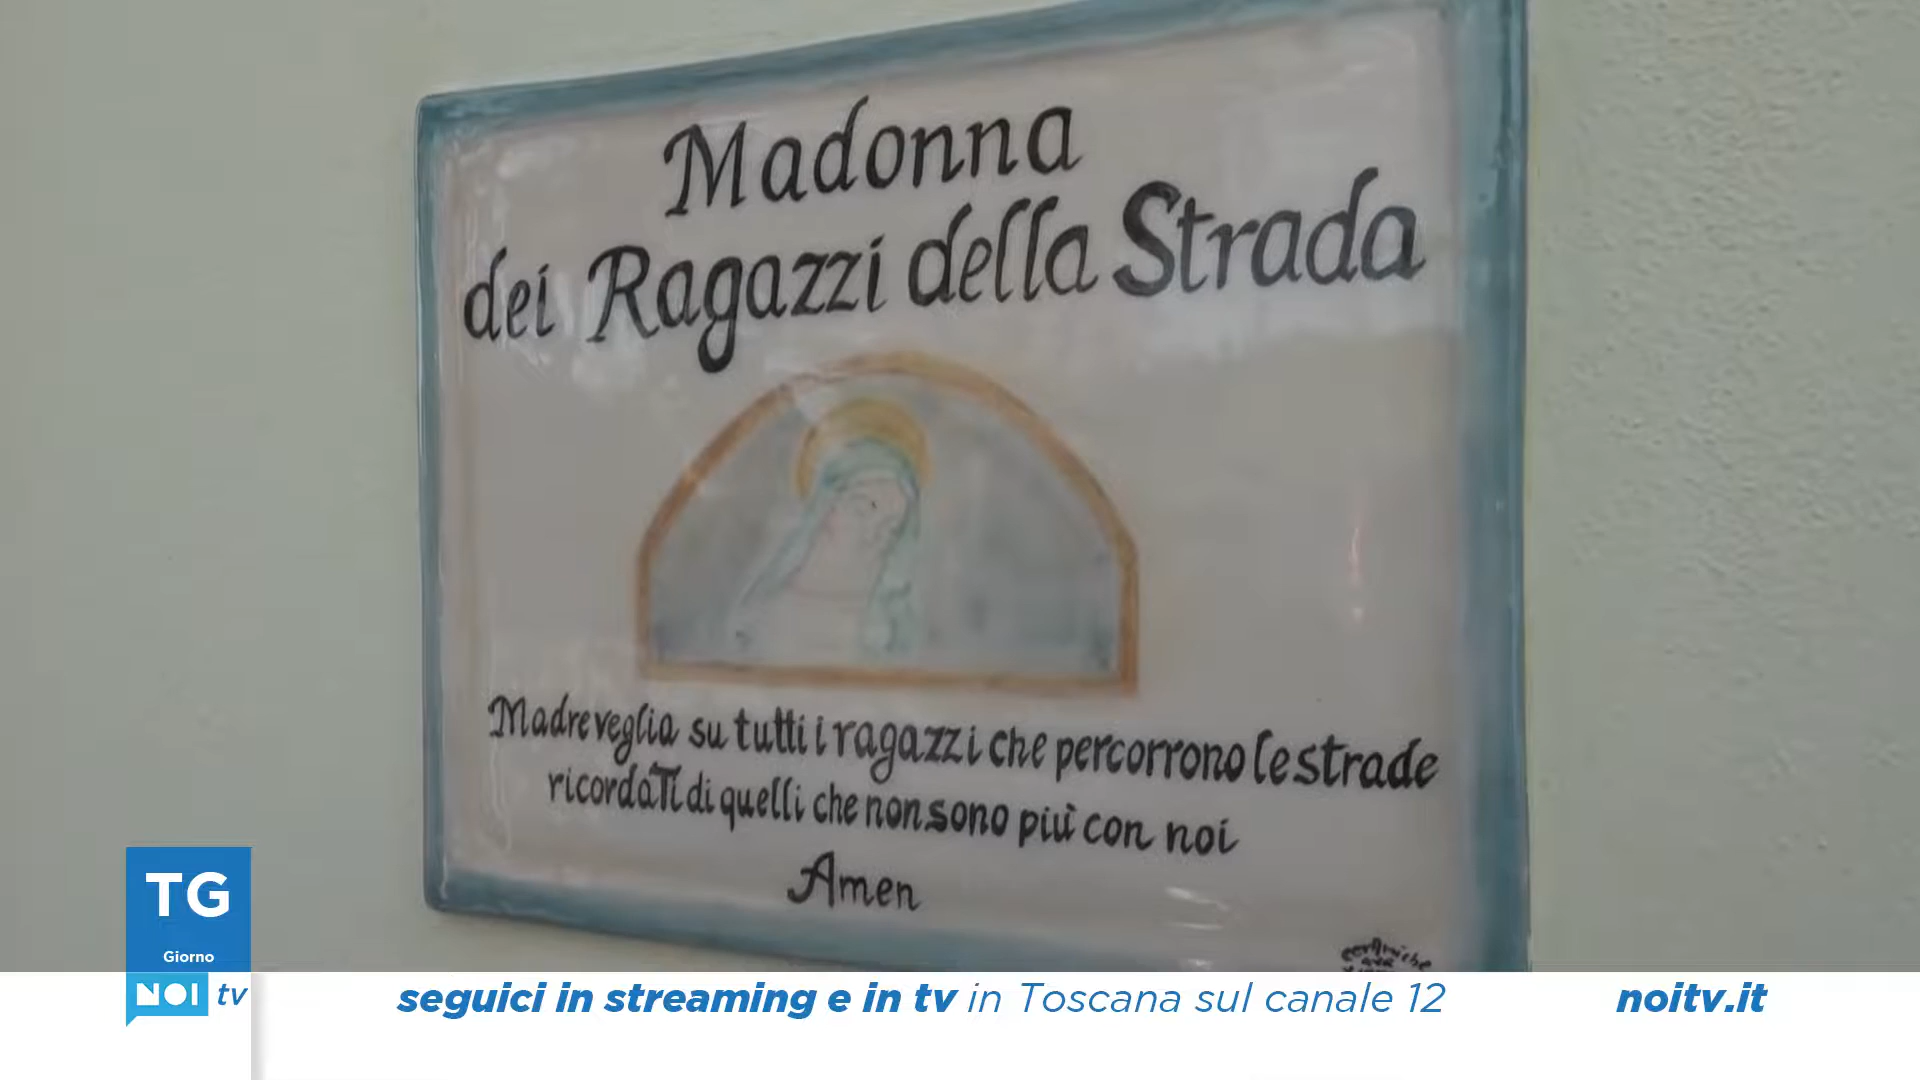 Madonna
dei Ragazzi della Strada
Madre veglia su tutti i ragazzi che percorrono le strade
ricordaTi di quelli che non sono più con noi
Amen
ceramiche
TG
Giorno
NOI tv
seguici in streaming e in tv in Toscana sul canale 12
noitv.it